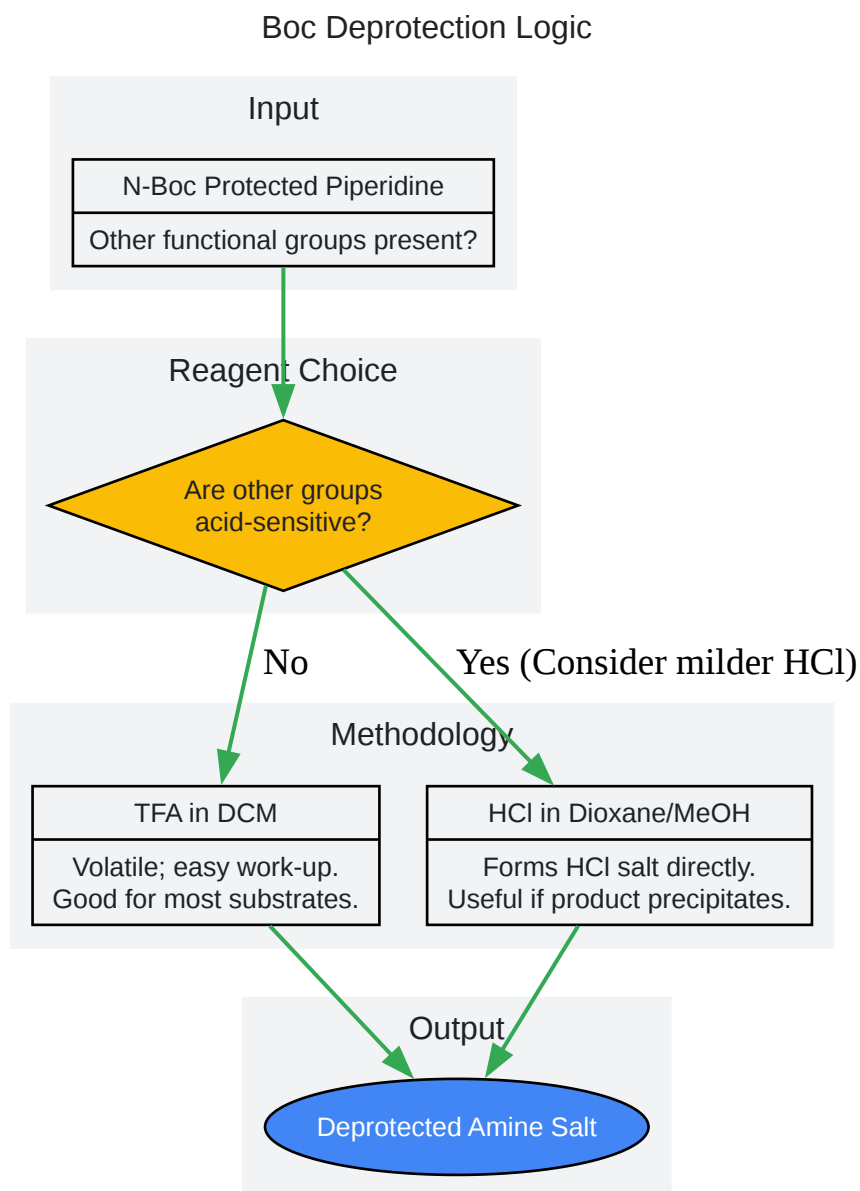 Boc Deprotection Logic
Input
N-Boc Protected Piperidine
Other functional groups present?
Reagent Choice
Are other groups
acid-sensitive?
No
Yes (Consider milder HCl)
Methodology
TFA in DCM
Volatile; easy work-up.
Good for most substrates.
HCl in Dioxane/MeOH
Forms HCl salt directly.
Useful if product precipitates.
Output
Deprotected Amine Salt